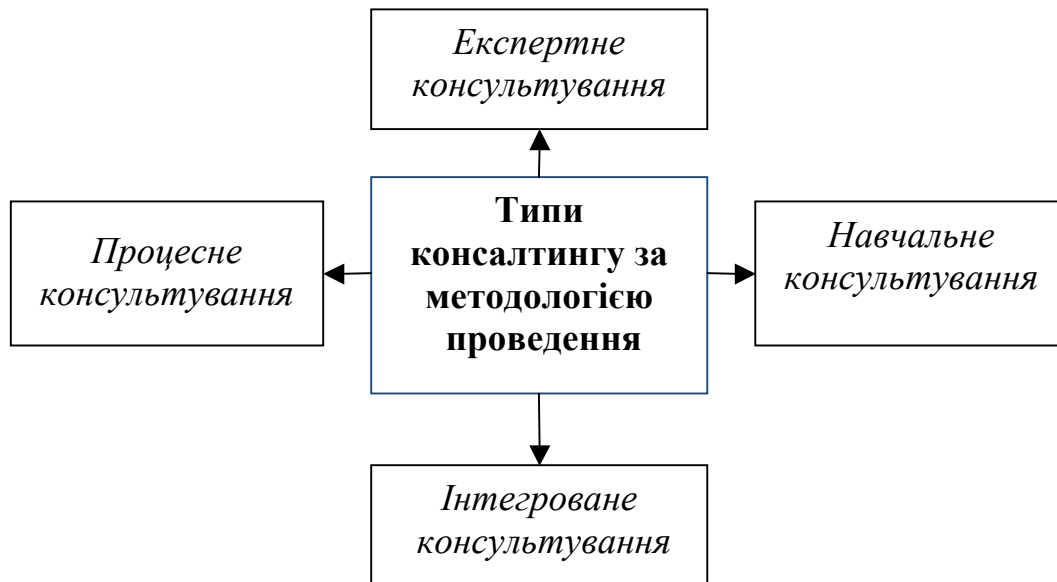 Експертне
консультування
Процесне
консультування
Типи
консалтингу за
методологією
проведення
Навчальне
консультування
Інтегроване
консультування